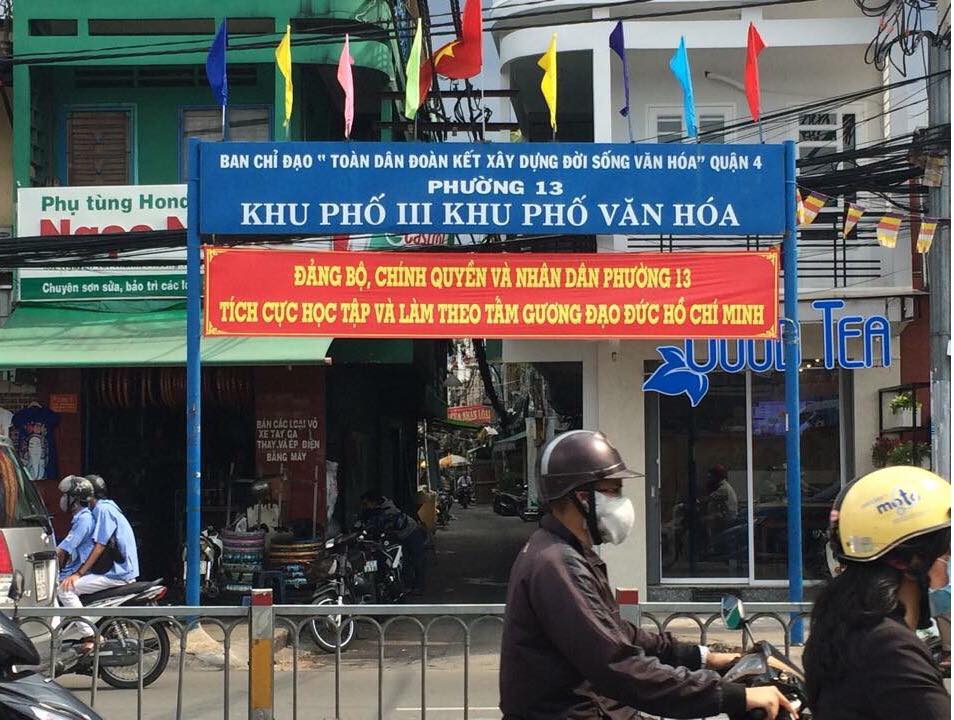 BAN CHỈ ĐẠO " TOÀN DÂN ĐOÀN KẾT XÂY DỰNG ĐỜI SỐNG VĂN HÓA" QUẬN 4
PHƯỜNG 13
KHU PHỐ III KHU PHỐ VĂN HÓA
Phụ tùng Hond
ĐẢNG BỘ, CHÍNH QUYỀN VÀ NHÂN DÂN PHƯỜNG 13
TÍCH CỰC HỌC TẬP VÀ LÀM THEO TẤM GƯƠNG ĐẠO ĐỨC HỒ CHÍ MINH
Chuyên sơn sửa, bảo trì các
TEA
BÁN CÁC LOẠI VỎ
XE TAY GA
THAY VÀ ÉP ĐIỆN
BẰNG MÁY
moto